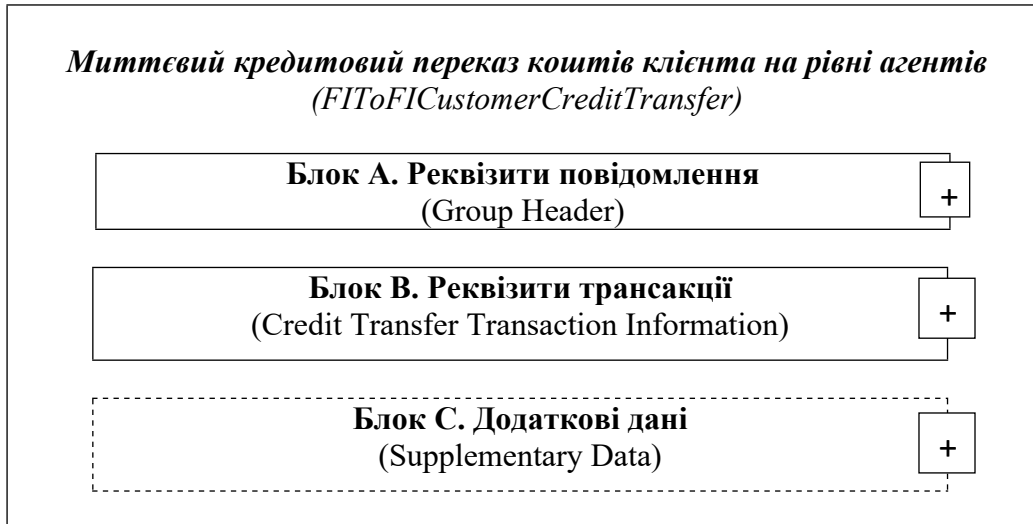 Миттєвий кредитовий переказ коштів клієнта на рівні агентів
(FIToFICustomerCreditTransfer)
Блок А. Реквізити повідомлення
(Group Header)
+
Блок В. Реквізити трансакції
(Credit Transfer Transaction Information)
+
Блок С. Додаткові дані
(Supplementary Data)
+